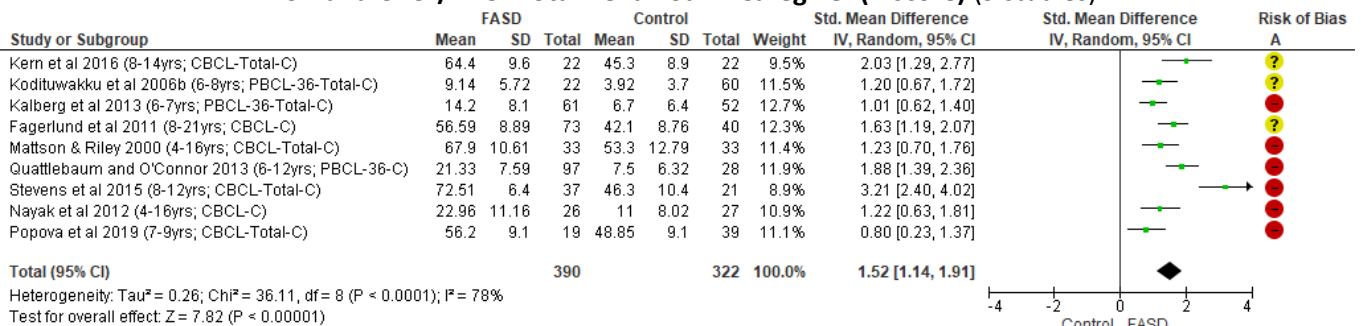 FASD Control Std. Mean Difference Std. Mean Difference Risk of Bias
Study or Subgroup Mean SD Total Mean SD Total Weight IV, Random, 95% CI IV, Random, 95% CI A
Kern et al 2016 (8-14yrs; CBCL-Total-C) 64.4 9.6 22 45.3 8.9 22 9.5% 2.03 [1.29, 2.77] ?
Kodituwakku et al 2006b (6-8yrs; PBCL-36-Total-C) 9.14 5.72 22 3.92 3.7 60 11.5% 1.20 [0.67, 1.72] ?
Kalberg et al 2013 (6-7yrs; PBCL-36-Total-C) 14.2 8.1 61 6.7 6.4 52 12.7% 1.01 [0.62, 1.40] -
Fagerlund et al 2011 (8-21yrs; CBCL-C) 56.59 8.89 73 42.1 8.76 40 12.3% 1.63 [1.19, 2.07] ?
Mattson & Riley 2000 (4-16yrs; CBCL-Total-C) 67.9 10.61 33 53.3 12.79 33 11.4% 1.23 [0.70, 1.76] -
Quattlebaum and O'Connor 2013 (6-12yrs; PBCL-36-C) 21.33 7.59 97 7.5 6.32 28 11.9% 1.88 [1.39, 2.36] -
Stevens et al 2015 (8-12yrs; CBCL-Total-C) 72.51 6.4 37 46.3 10.4 21 8.9% 3.21 [2.40, 4.02] -
Nayak et al 2012 (4-16yrs; CBCL-C) 22.96 11.16 26 11 8.02 27 10.9% 1.22 [0.63, 1.81] -
Popova et al 2019 (7-9yrs; CBCL-Total-C) 56.2 9.1 19 48.85 9.1 39 11.1% 0.80 [0.23, 1.37] -
Total (95% CI) 390 322 100.0% 1.52 [1.14, 1.91]
Heterogeneity: Tau² = 0.26; Chi² = 36.11, df = 8 (P < 0.0001); I² = 78%
-4 -2 0 2 4
Test for overall effect: Z = 7.82 (P < 0.00001)
Control FASD